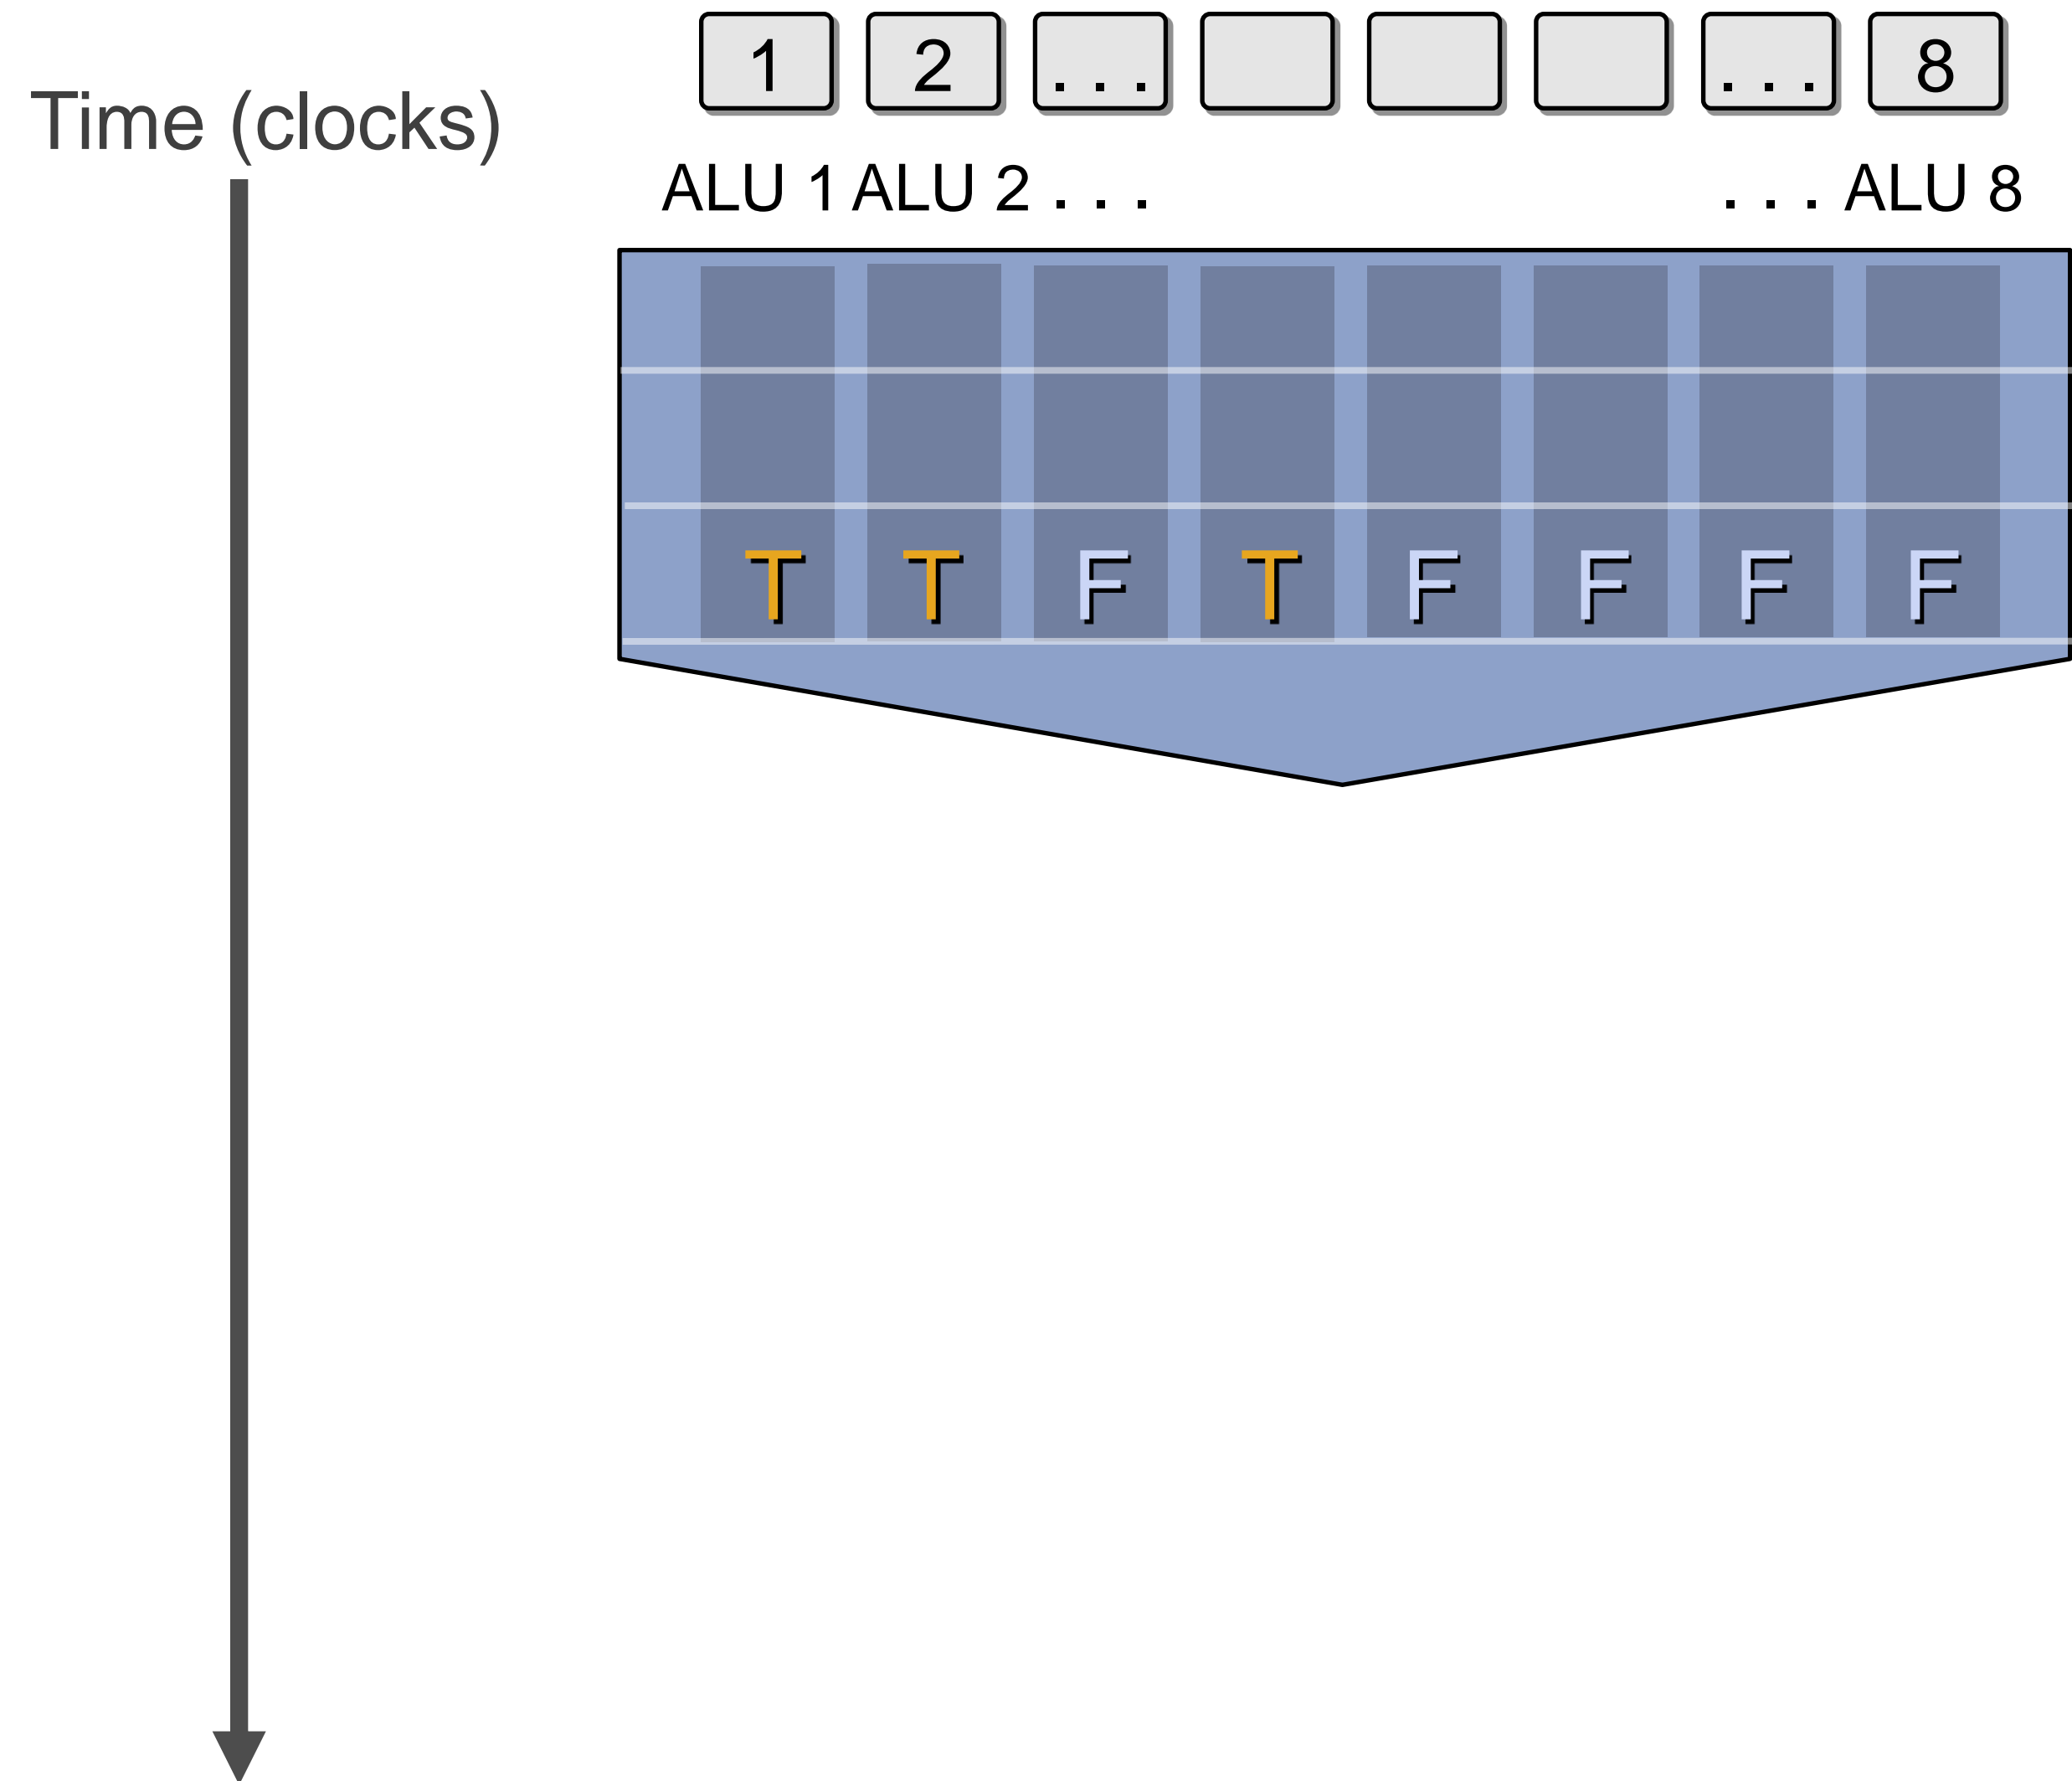 1 2 . . . . . . 8
Time (clocks)
ALU 1 ALU 2 . . . . . . ALU 8
T T F T F F F F